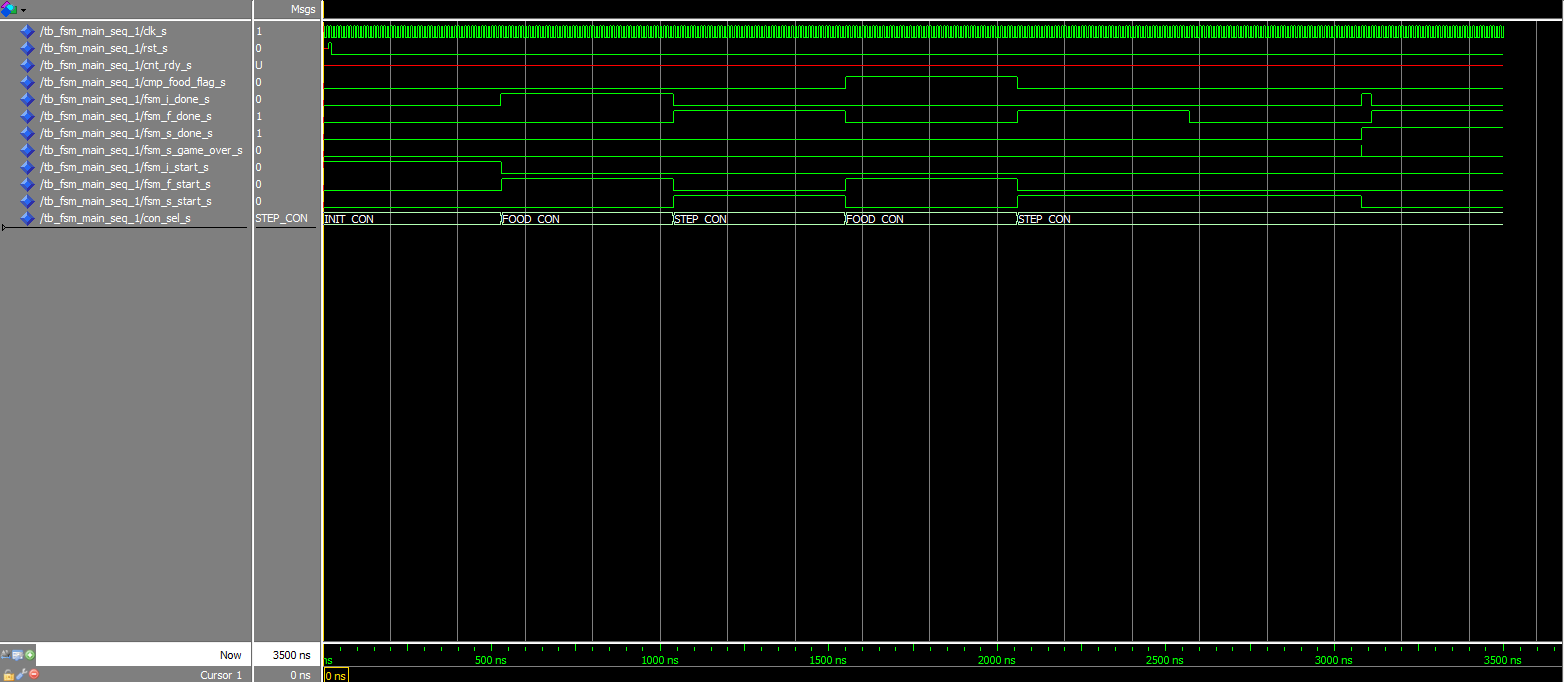 Msgs
/tb_fsm_main_seq_1/clk_s 1
/tb_fsm_main_seq_1/rst_s 0
/tb_fsm_main_seq_1/cnt_rdy_s U
/tb_fsm_main_seq_1/cmp_food_flag_s 0
/tb_fsm_main_seq_1/fsm_i_done_s 0
/tb_fsm_main_seq_1/fsm_f_done_s 1
/tb_fsm_main_seq_1/fsm_s_done_s 1
/tb_fsm_main_seq_1/fsm_s_game_over_s 0
/tb_fsm_main_seq_1/fsm_i_start_s 0
/tb_fsm_main_seq_1/fsm_f_start_s 0
/tb_fsm_main_seq_1/fsm_s_start_s 0
/tb_fsm_main_seq_1/con_sel_s STEP_CON INIT_CON FOOD_CON STEP_CON FOOD_CON STEP_CON
Now 3500 ns ns 500 ns 1000 ns 1500 ns 2000 ns 2500 ns 3000 ns 3500 ns
Cursor 1 0 ns 0 ns